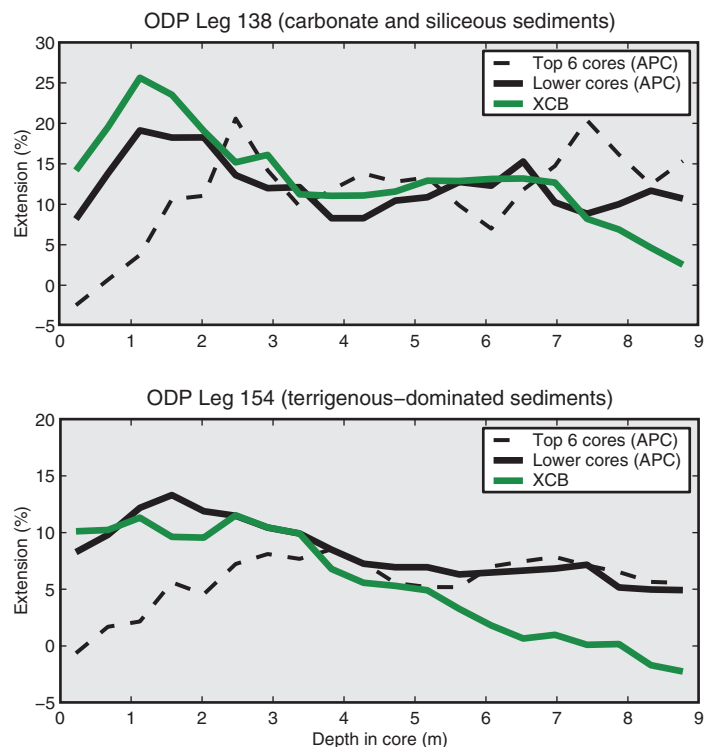 ODP Leg 138 (carbonate and siliceous sediments)
30
25
20
15
10
5
0
−5
Extension (%)
Top 6 cores (APC)
Lower cores (APC)
XCB
0 1 2 3 4 5 6 7 8 9
ODP Leg 154 (terrigenous−dominated sediments)
20
15
10
5
0
−5
Extension (%)
Top 6 cores (APC)
Lower cores (APC)
XCB
0 1 2 3 4 5 6 7 8 9
Depth in core (m)